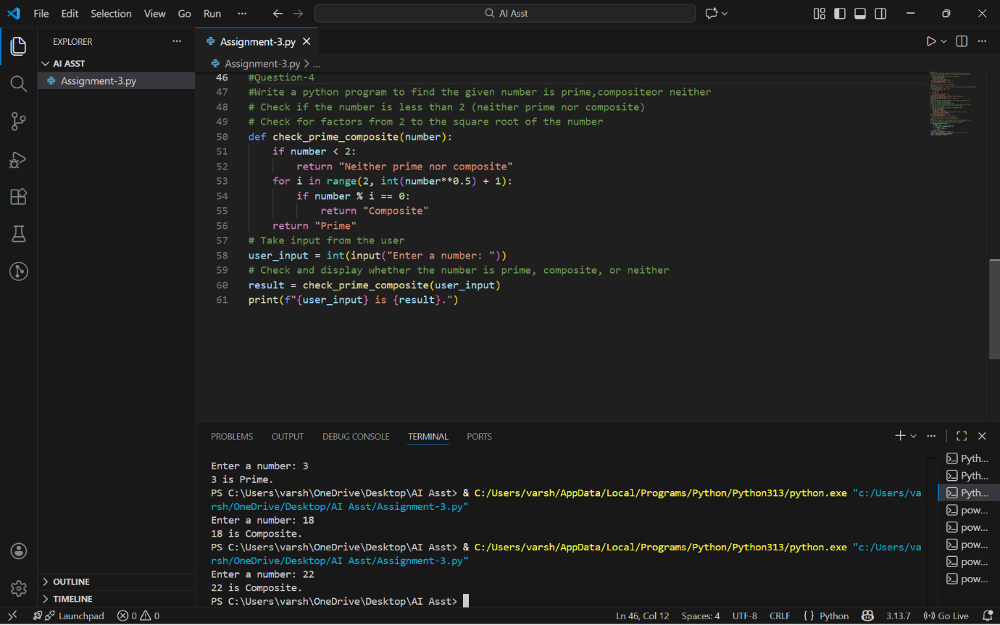 File Edit Selection View Go Run ··· AI Asst
EXPLORER ···
AI ASST
Assignment-3.py
Assignment-3.py
Assignment-3.py > ...
46 #Question-4
47 #Write a python program to find the given number is prime,compositeor neither
48 # Check if the number is less than 2 (neither prime nor composite)
49 # Check for factors from 2 to the square root of the number
50 def check_prime_composite(number):
51     if number < 2:
52         return "Neither prime nor composite"
53     for i in range(2, int(number**0.5) + 1):
54         if number % i == 0:
55             return "Composite"
56     return "Prime"
57 # Take input from the user
58 user_input = int(input("Enter a number: "))
59 # Check and display whether the number is prime, composite, or neither
60 result = check_prime_composite(user_input)
61 print(f"{user_input} is {result}.")
PROBLEMS OUTPUT DEBUG CONSOLE TERMINAL PORTS
Enter a number: 3
3 is Prime.
PS C:\Users\varsh\OneDrive\Desktop\AI Asst> & C:/Users/varsh/AppData/Local/Programs/Python/Python313/python.exe "c:/Users/va
rsh/OneDrive/Desktop/AI Asst/Assignment-3.py"
Enter a number: 18
18 is Composite.
PS C:\Users\varsh\OneDrive\Desktop\AI Asst> & C:/Users/varsh/AppData/Local/Programs/Python/Python313/python.exe "c:/Users/va
rsh/OneDrive/Desktop/AI Asst/Assignment-3.py"
Enter a number: 22
22 is Composite.
PS C:\Users\varsh\OneDrive\Desktop\AI Asst>
Pyth...
Pyth...
Pyth...
pow...
pow...
pow...
pow...
pow...
OUTLINE
TIMELINE
Launchpad 0 0 Ln 46, Col 12 Spaces: 4 UTF-8 CRLF { } Python 3.13.7 Go Live